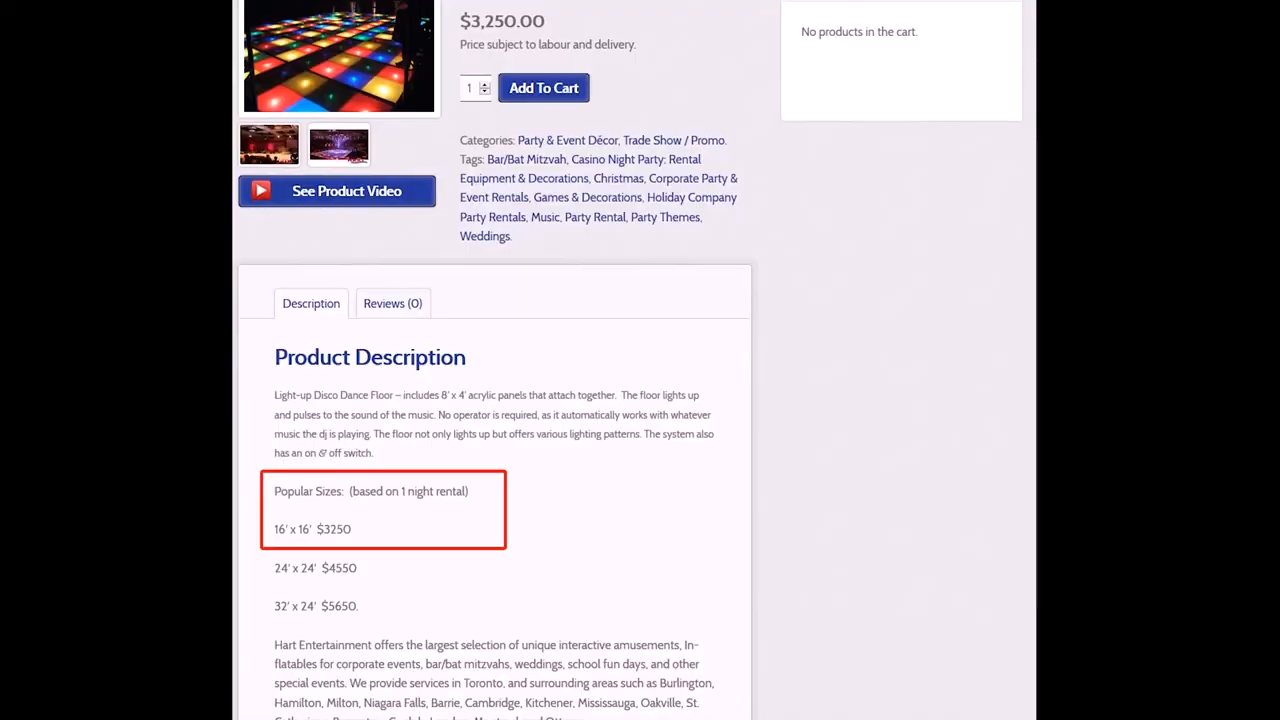 $3,250.00
No products in the cart.
Price subject to labour and delivery.
1
Add To Cart
Categories: Party & Event Décor, Trade Show / Promo.
Tags: Bar/Bat Mitzvah, Casino Night Party: Rental
Equipment & Decorations, Christmas, Corporate Party &
Event Rentals, Games & Decorations, Holiday Company
Party Rentals, Music, Party Rental, Party Themes,
Weddings.
See Product Video
Description
Reviews (0)
Product Description
Light-up Disco Dance Floor – includes 8′ x 4′ acrylic panels that attach together.  The floor lights up
and pulses to the sound of the music. No operator is required, as it automatically works with whatever
music the dj is playing. The floor not only lights up but offers various lighting patterns. The system also
has an on & off switch.
Popular Sizes:  (based on 1 night rental)
16′ x 16′  $3250
24′ x 24′  $4550
32′ x 24′  $5650.
Hart Entertainment offers the largest selection of unique interactive amusements, In-
flatables for corporate events, bar/bat mitzvahs, weddings, school fun days, and other
special events. We provide services in Toronto, and surrounding areas such as Burlington,
Hamilton, Milton, Niagara Falls, Barrie, Cambridge, Kitchener, Mississauga, Oakville, St.